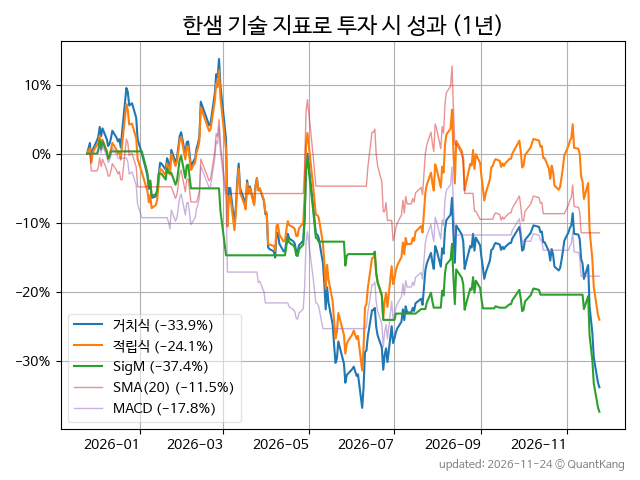 한샘 기술 지표로 투자 시 성과 (1년)
10%
0%
−10%
−20%
−30%
거치식 (−33.9%)
적립식 (−24.1%)
SigM (−37.4%)
SMA(20) (−11.5%)
MACD (−17.8%)
2026−01
2026−03
2026−05
2026−07
2026−09
2026−11
updated: 2026-11-24 © QuantKang